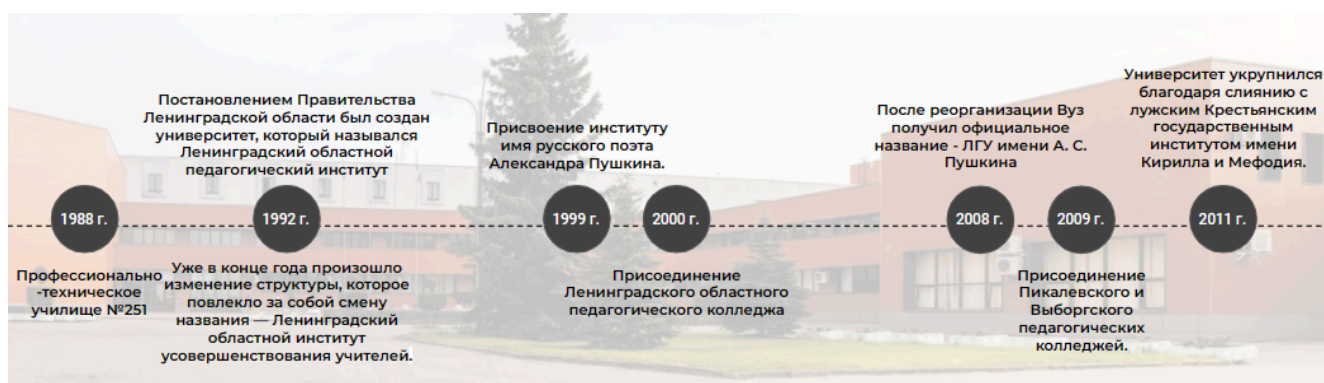 1988 г.
Профессионально
-техническое
училище №251
Постановлением Правительства
Ленинградской области был создан
университет, который назывался
Ленинградский областной
педагогический институт
1992 г.
Уже в конце года произошло
изменение структуры, которое
повлекло за собой смену
названия — Ленинградский
областной институт
усовершенствования учителей.
Присвоение институту
имя русского поэта
Александра Пушкина.
1999 г.
2000 г.
Присоединение
Ленинградского областного
педагогического колледжа
После реорганизации Вуз
получил официальное
название - ЛГУ имени А. С.
Пушкина
2008 г.
2009 г.
Присоединение
Пикалевского и
Выборгского
педагогических
колледжей.
Университет укрупнился
благодаря слиянию с
лужским Крестьянским
государственным
институтом имени
Кирилла и Мефодия.
2011 г.